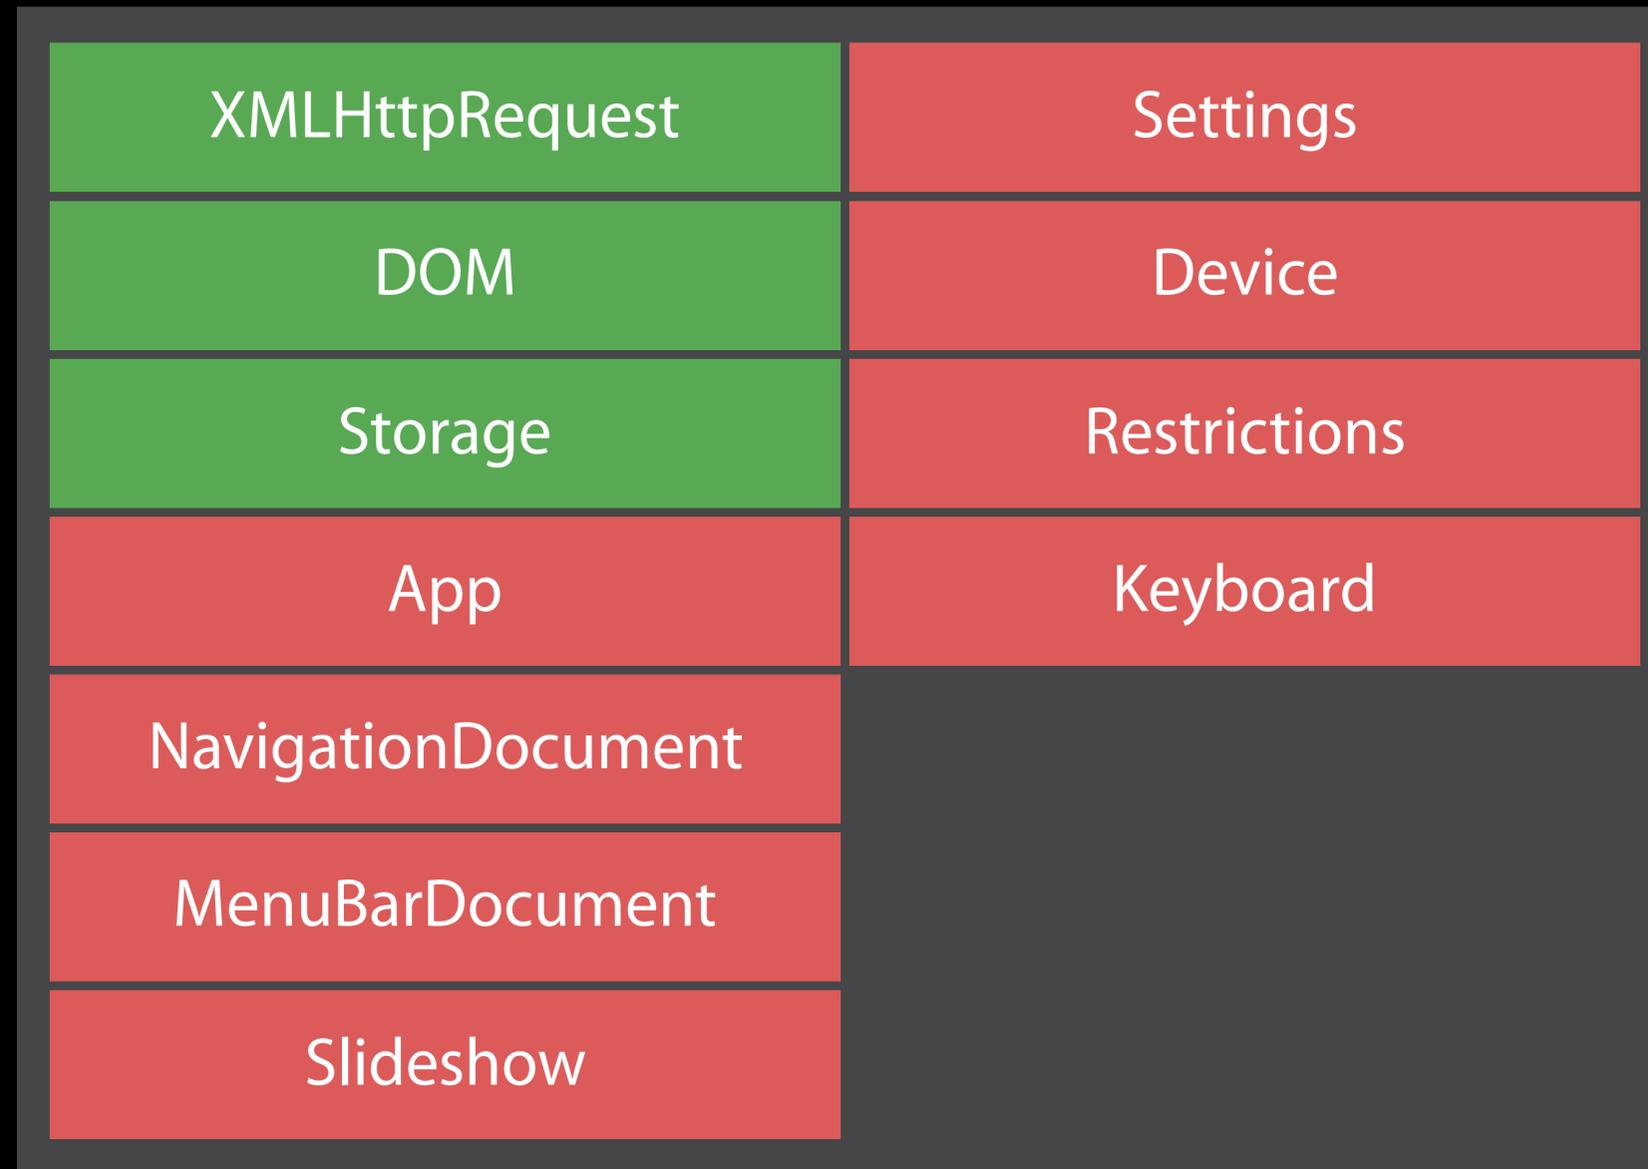 XMLHttpRequest
DOM
Storage
App
NavigationDocument
MenuBarDocument
Slideshow
Settings
Device
Restrictions
Keyboard